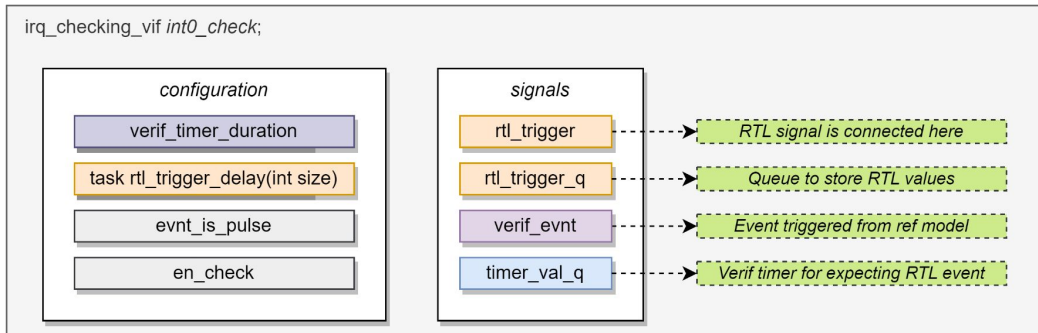 irq_checking_vif int0_check;
configuration
verif_timer_duration
task rtl_trigger_delay(int size)
evnt_is_pulse
en_check
signals
rtl_trigger
RTL signal is connected here
rtl_trigger_q
Queue to store RTL values
verif_evnt
Event triggered from ref model
timer_val_q
Verif timer for expecting RTL event